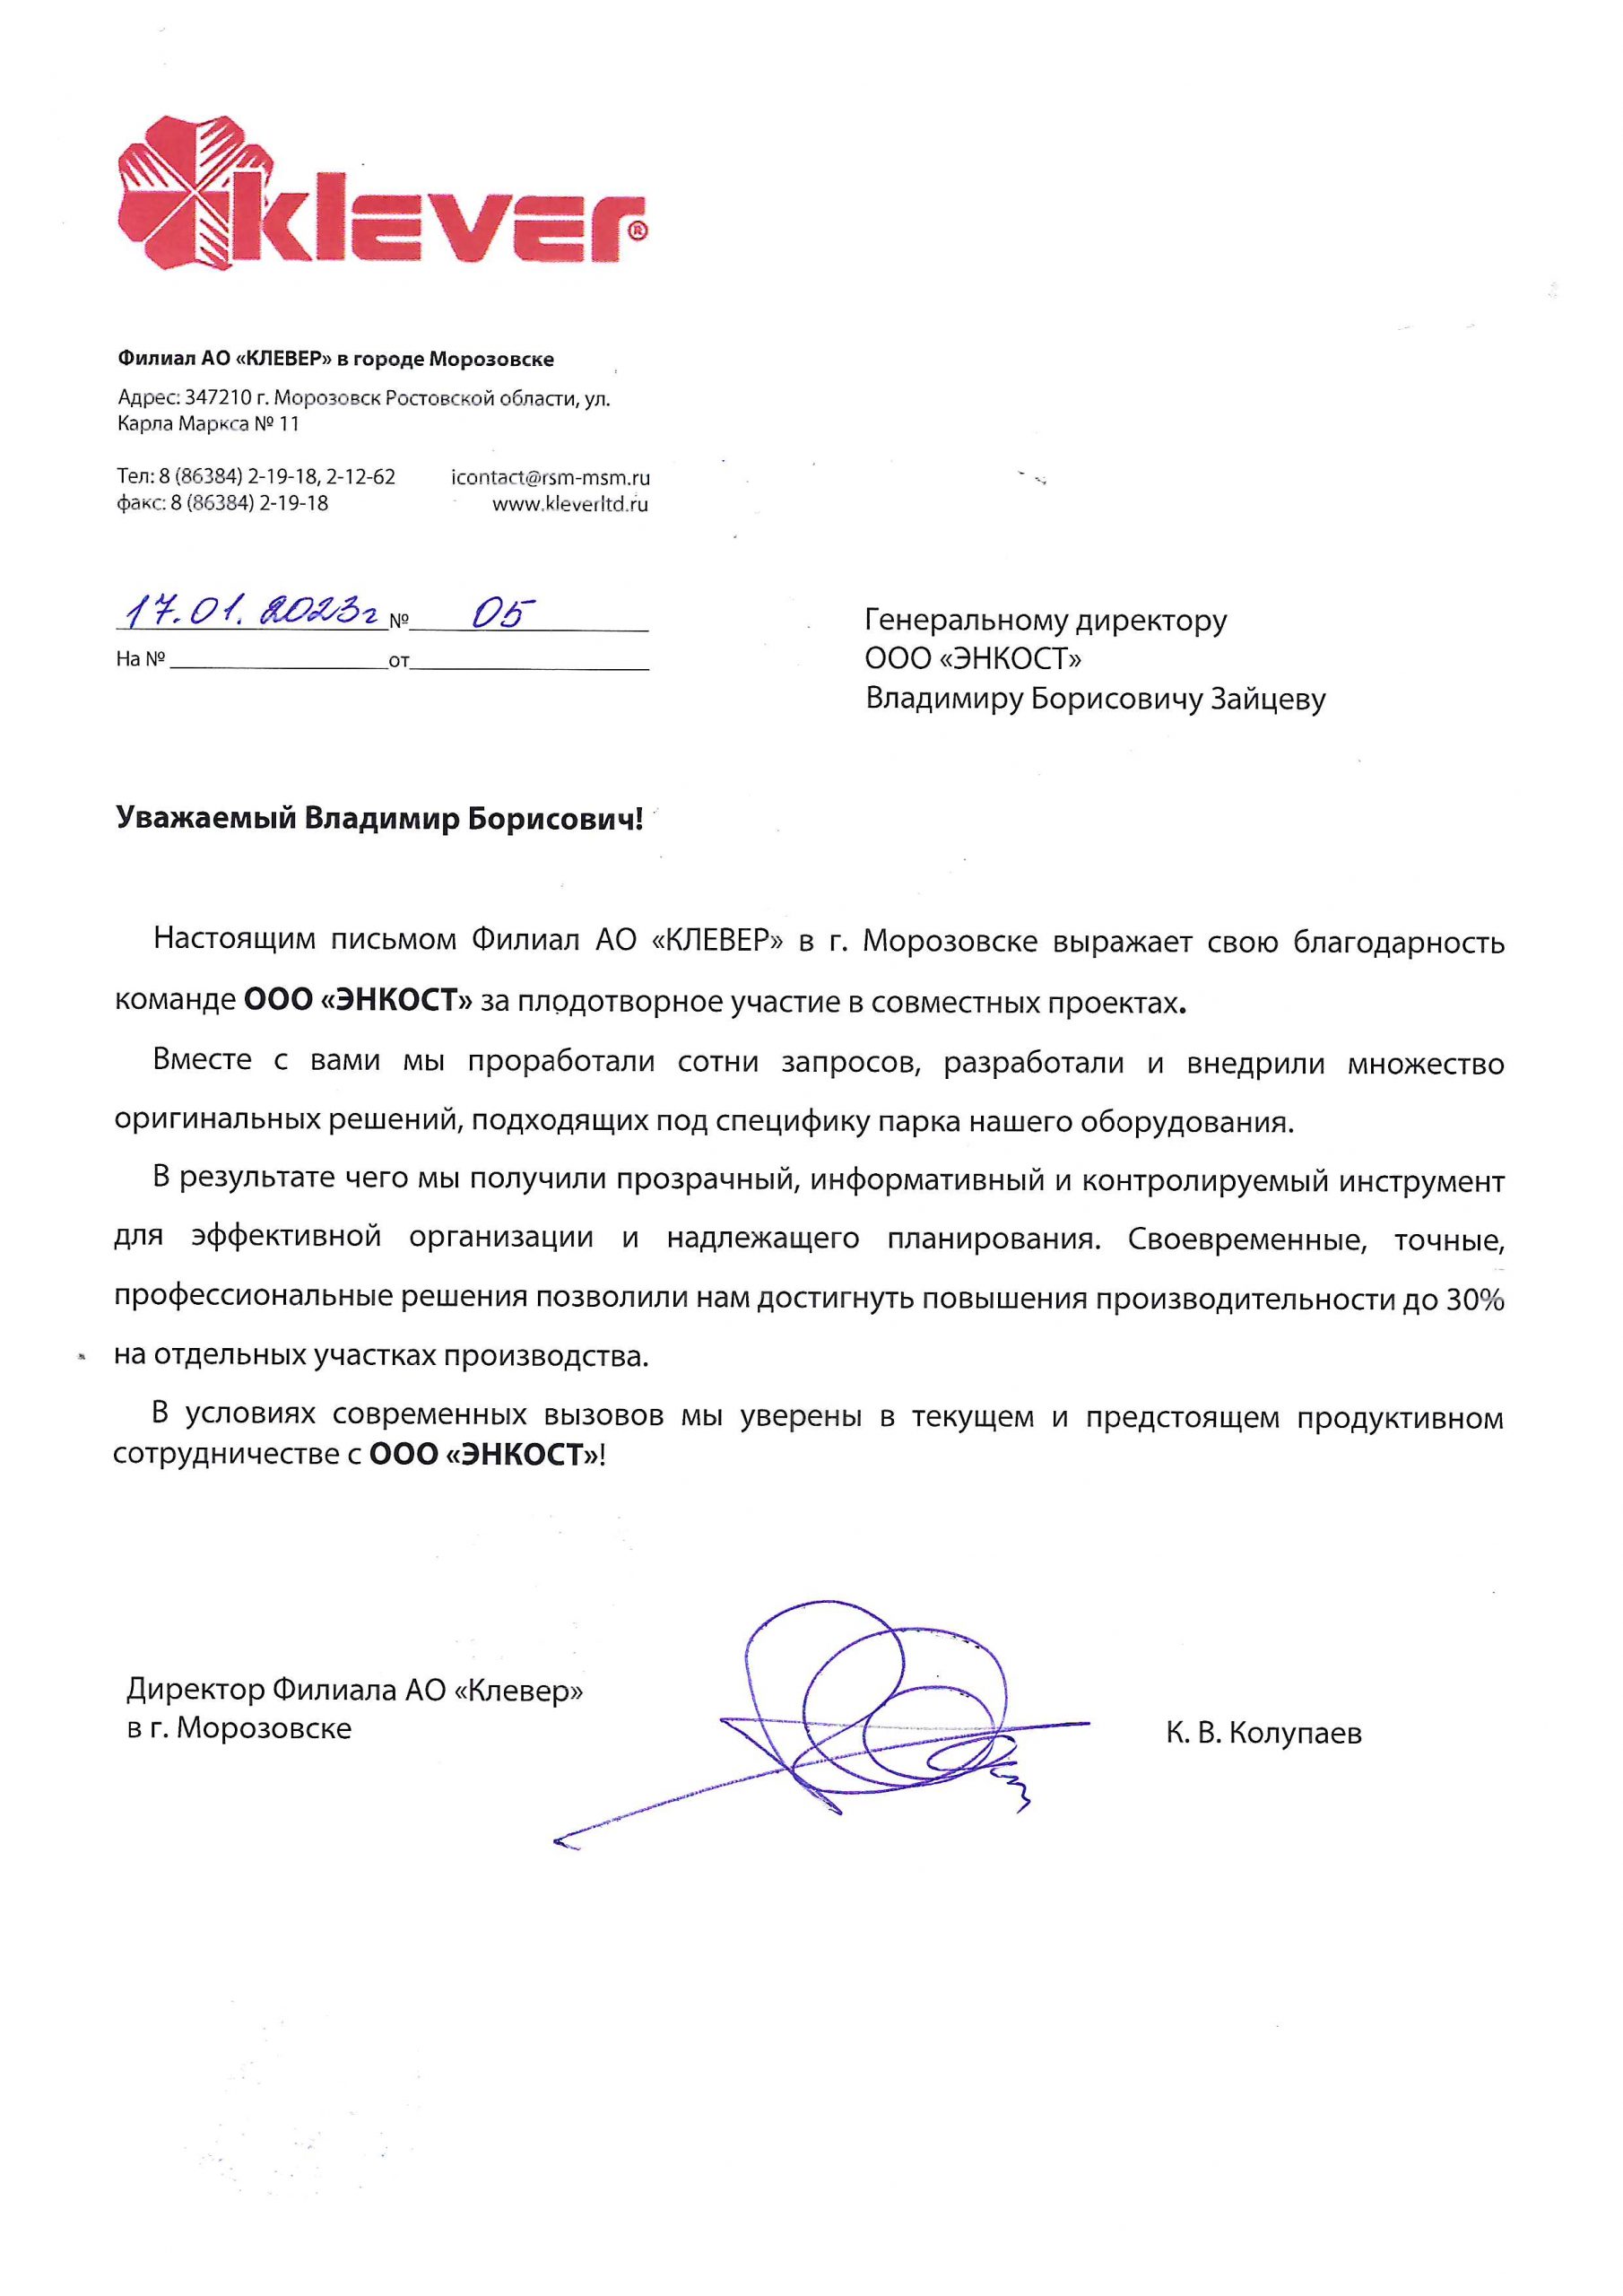 klever®
Филиал АО «КЛЕВЕР» в городе Морозовске
Адрес: 347210 г. Морозовск Ростовской области, ул.
Карла Маркса № 11
Тел: 8 (86384) 2-19-18, 2-12-62 icontact@rsm-msm.ru
факс: 8 (86384) 2-19-18 www.kleverltd.ru
17.01.2023г № 05
На № от
Генеральному директору
ООО «ЭНКОСТ»
Владимиру Борисовичу Зайцеву
Уважаемый Владимир Борисович!
Настоящим письмом Филиал АО «КЛЕВЕР» в г. Морозовске выражает свою благодарность
команде ООО «ЭНКОСТ» за плодотворное участие в совместных проектах.
Вместе с вами мы проработали сотни запросов, разработали и внедрили множество
оригинальных решений, подходящих под специфику парка нашего оборудования.
В результате чего мы получили прозрачный, информативный и контролируемый инструмент
для эффективной организации и надлежащего планирования. Своевременные, точные,
профессиональные решения позволили нам достигнуть повышения производительности до 30%
на отдельных участках производства.
В условиях современных вызовов мы уверены в текущем и предстоящем продуктивном
сотрудничестве с ООО «ЭНКОСТ»!
Директор Филиала АО «Клевер»
в г. Морозовске
К. В. Колупаев